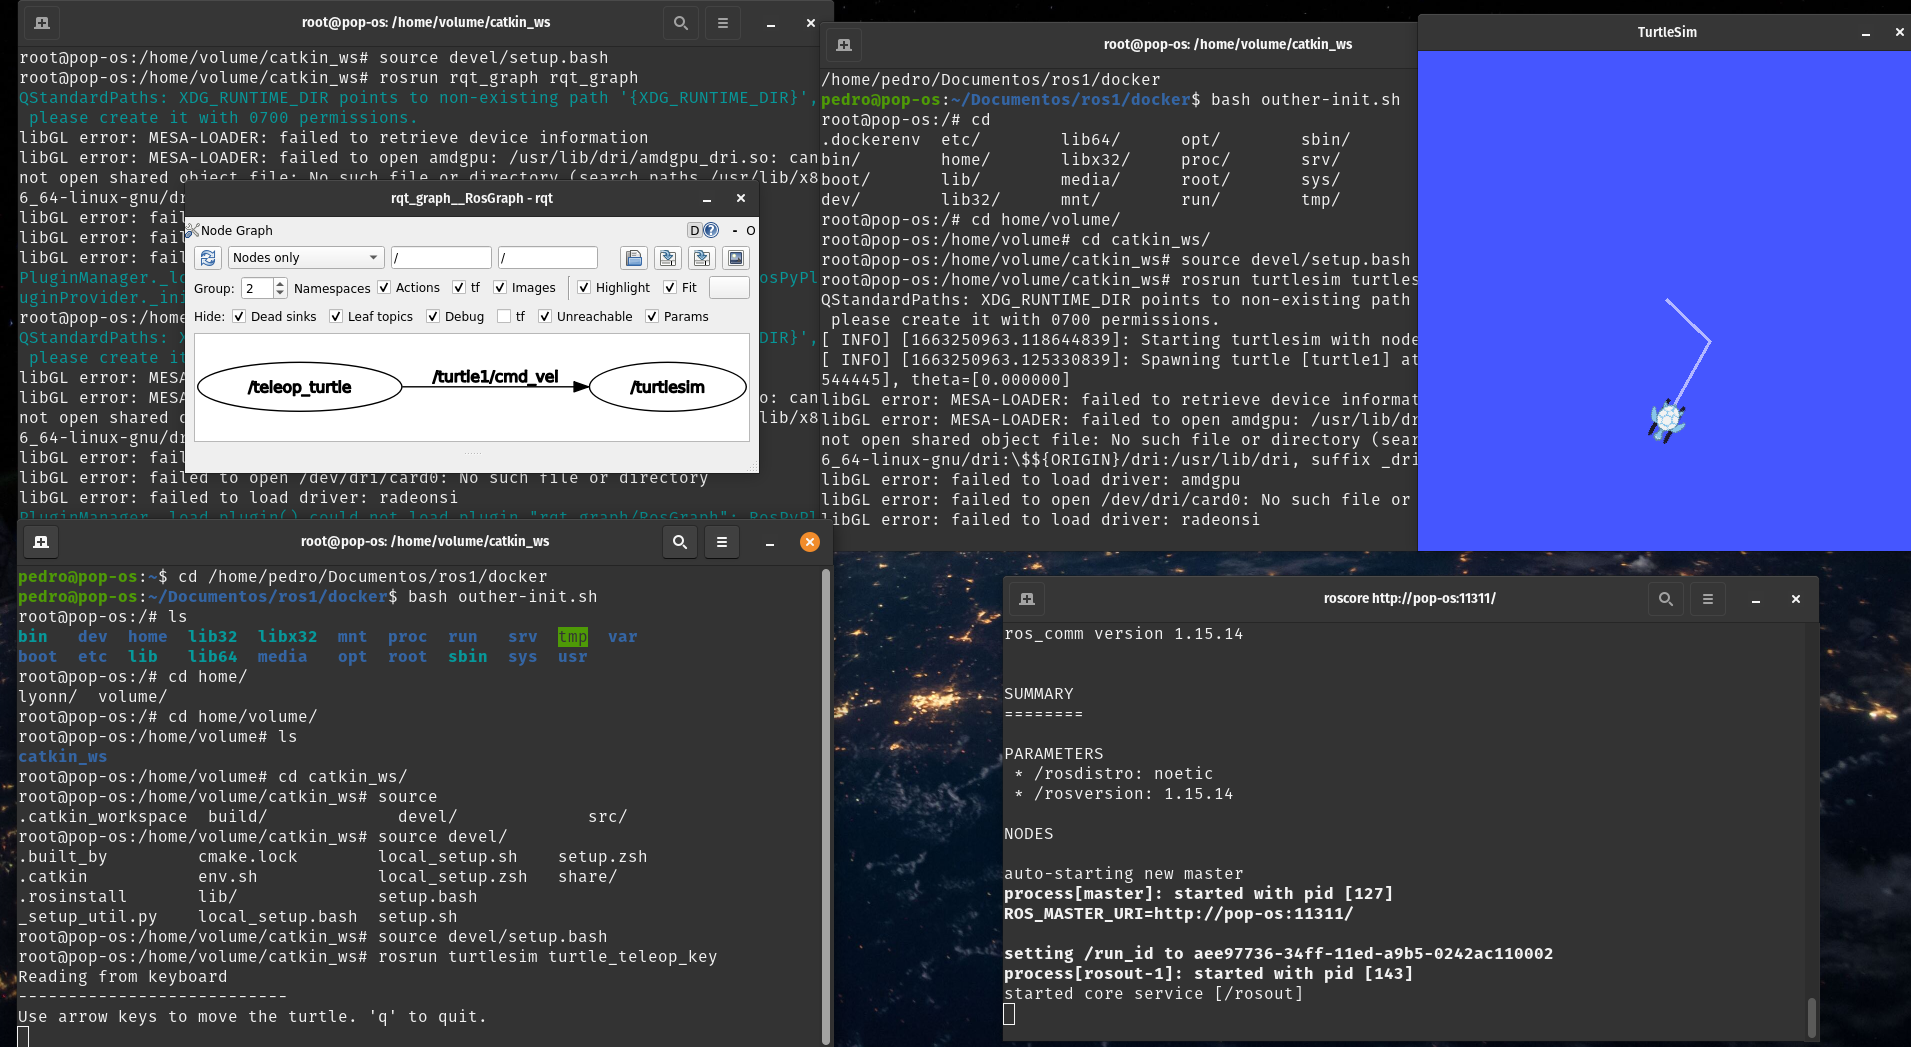 root@pop-os: /home/volume/catkin_ws
root@pop-os:/home/volume/catkin_ws# source devel/setup.bash
root@pop-os:/home/volume/catkin_ws# rosrun rqt_graph rqt_graph
QStandardPaths: XDG_RUNTIME_DIR points to non-existing path '{XDG_RUNTIME_DIR}',
please create it with 0700 permissions.
libGL error: MESA-LOADER: failed to retrieve device information
libGL error: MESA-LOADER: failed to open amdgpu: /usr/lib/dri/amdgpu_dri.so: can
not open shared object file: No such file or directory (search paths /usr/lib/x8
6_64-linux-gnu/dr
libGL error: fail
libGL error: fail
libGL error: fail
PluginManager._lo
osPyPl
uginProvider._ini
root@pop-os:/home
QStandardPaths: X
DIR}',
please create it
libGL error: MESA
libGL error: MESA
o: can
not open shared o
lib/x8
6_64-linux-gnu/dr
libGL error: fail
libGL error: failed to open /dev/dri/card0: No such file or directory
libGL error: failed to load driver: radeonsi
PluginManager._load_plugin() could not load plugin "rqt_graph/RosGraph": RosPyPl
rqt_graph__RosGraph - rqt
Node Graph
D
- O
Nodes only
/
/
Group: 2 Namespaces Actions tf Images Highlight Fit
Hide: Dead sinks Leaf topics Debug tf Unreachable Params
/teleop_turtle
/turtle1/cmd_vel
/turtlesim
root@pop-os: /home/volume/catkin_ws
/home/pedro/Documentos/ros1/docker
pedro@pop-os:~/Documentos/ros1/docker$ bash outher-init.sh
root@pop-os:/# cd
.dockerenv etc/ lib64/ opt/ sbin/
bin/ home/ libx32/ proc/ srv/
boot/ lib/ media/ root/ sys/
dev/ lib32/ mnt/ run/ tmp/
root@pop-os:/# cd home/volume/
root@pop-os:/home/volume# cd catkin_ws/
root@pop-os:/home/volume/catkin_ws# source devel/setup.bash
root@pop-os:/home/volume/catkin_ws# rosrun turtlesim turtles
QStandardPaths: XDG_RUNTIME_DIR points to non-existing path
please create it with 0700 permissions.
[ INFO] [1663250963.118644839]: Starting turtlesim with node
[ INFO] [1663250963.125330839]: Spawning turtle [turtle1] at
544445], theta=[0.000000]
libGL error: MESA-LOADER: failed to retrieve device informat
libGL error: MESA-LOADER: failed to open amdgpu: /usr/lib/dr
not open shared object file: No such file or directory (sear
6_64-linux-gnu/dri:\$${ORIGIN}/dri:/usr/lib/dri, suffix _dri
libGL error: failed to load driver: amdgpu
libGL error: failed to open /dev/dri/card0: No such file or
libGL error: failed to load driver: radeonsi
TurtleSim
root@pop-os: /home/volume/catkin_ws
pedro@pop-os:~$ cd /home/pedro/Documentos/ros1/docker
pedro@pop-os:~/Documentos/ros1/docker$ bash outher-init.sh
root@pop-os:/# ls
bin dev home lib32 libx32 mnt proc run srv tmp var
boot etc lib lib64 media opt root sbin sys usr
root@pop-os:/# cd home/
lyonn/ volume/
root@pop-os:/# cd home/volume/
root@pop-os:/home/volume# ls
catkin_ws
root@pop-os:/home/volume# cd catkin_ws/
root@pop-os:/home/volume/catkin_ws# source
.catkin_workspace build/ devel/ src/
root@pop-os:/home/volume/catkin_ws# source devel/
.built_by cmake.lock local_setup.sh setup.zsh
.catkin env.sh local_setup.zsh share/
.rosinstall lib/ setup.bash
_setup_util.py local_setup.bash setup.sh
root@pop-os:/home/volume/catkin_ws# source devel/setup.bash
root@pop-os:/home/volume/catkin_ws# rosrun turtlesim turtle_teleop_key
Reading from keyboard
---------------------------
Use arrow keys to move the turtle. 'q' to quit.
roscore http://pop-os:11311/
ros_comm version 1.15.14
SUMMARY
========
PARAMETERS
* /rosdistro: noetic
* /rosversion: 1.15.14
NODES
auto-starting new master
process[master]: started with pid [127]
ROS_MASTER_URI=http://pop-os:11311/
setting /run_id to aee97736-34ff-11ed-a9b5-0242ac110002
process[rosout-1]: started with pid [143]
started core service [/rosout]